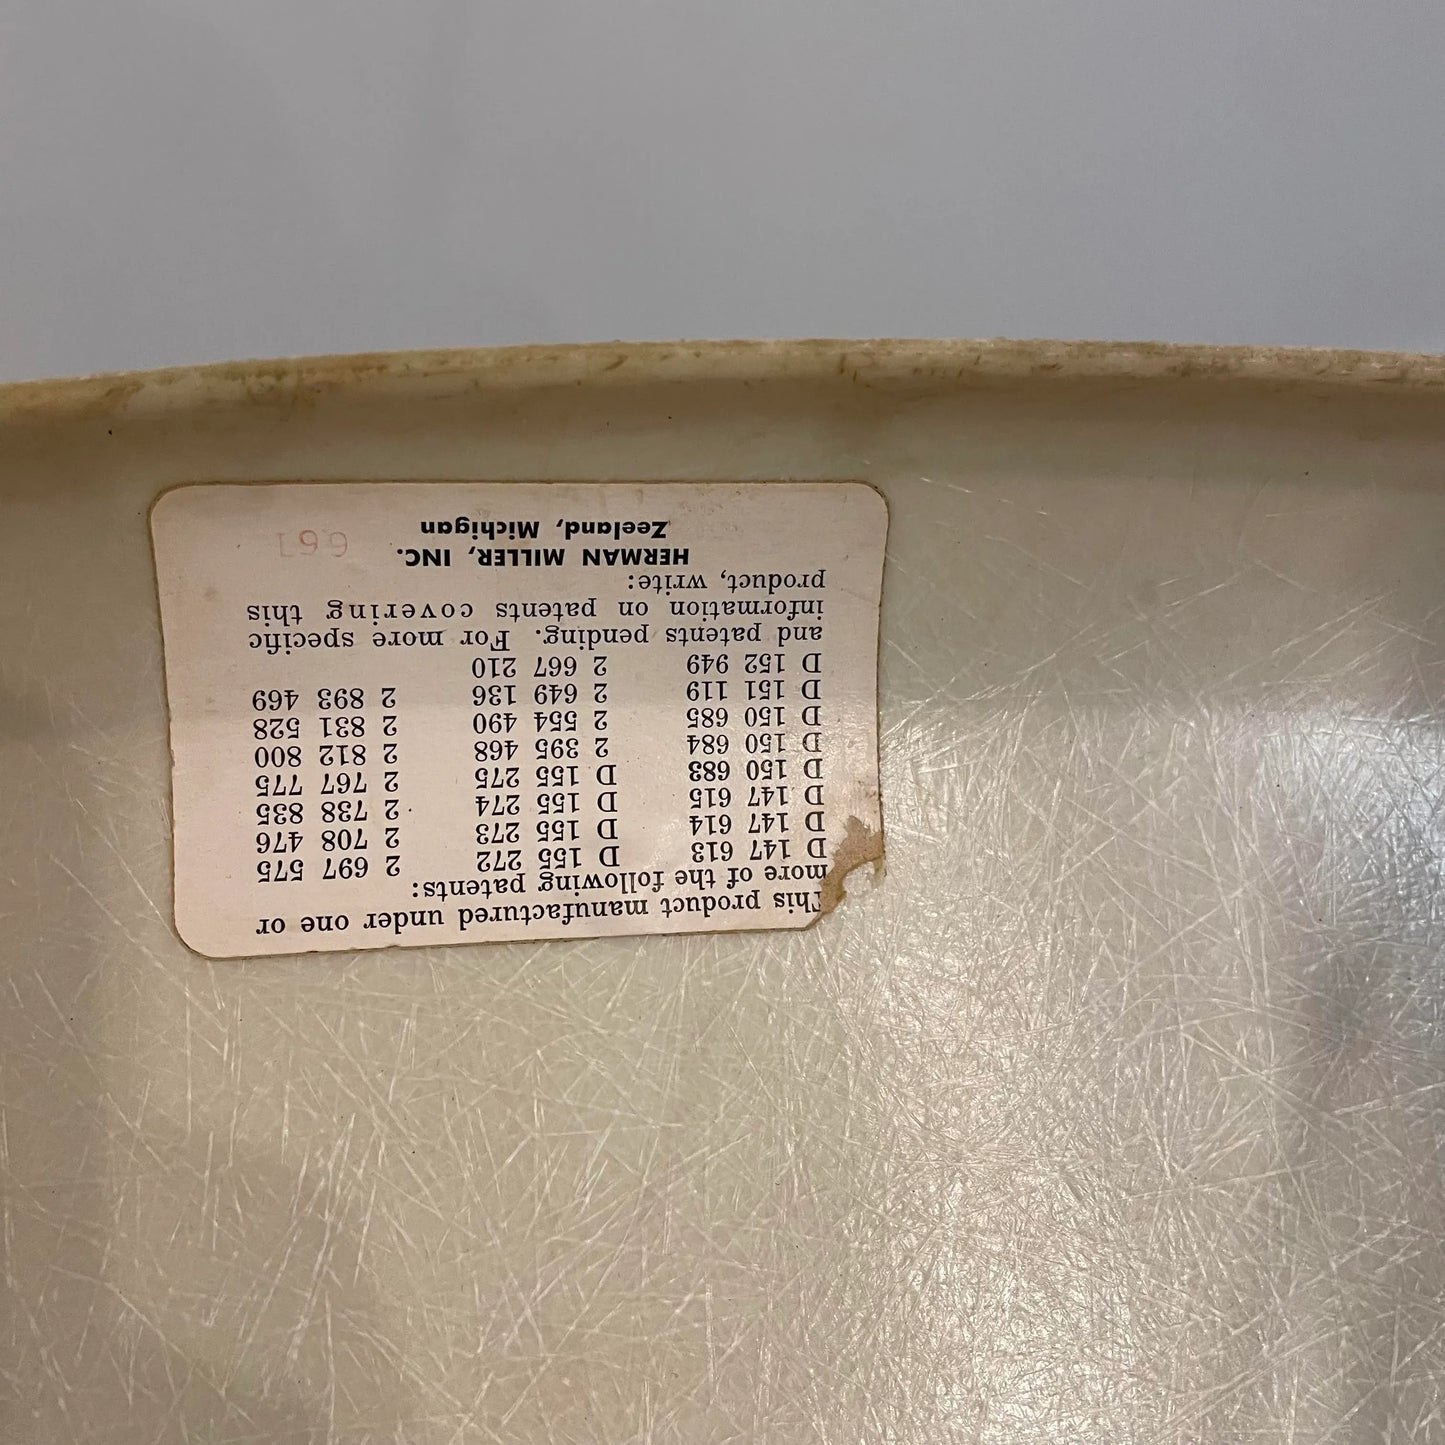 This product manufactured under one or
more of the following patents:
D 147 613 D 155 272 2 697 575
D 147 614 D 155 273 2 708 476
D 147 615 D 155 274 2 738 835
D 150 683 D 155 275 2 767 775
D 150 684 2 395 468 2 812 800
D 150 685 2 554 490 2 831 528
D 151 119 2 649 136 2 893 469
D 152 949 2 667 210
and patents pending. For more specific
information on patents covering this
product, write:
HERMAN MILLER, INC.
Zeeland, Michigan